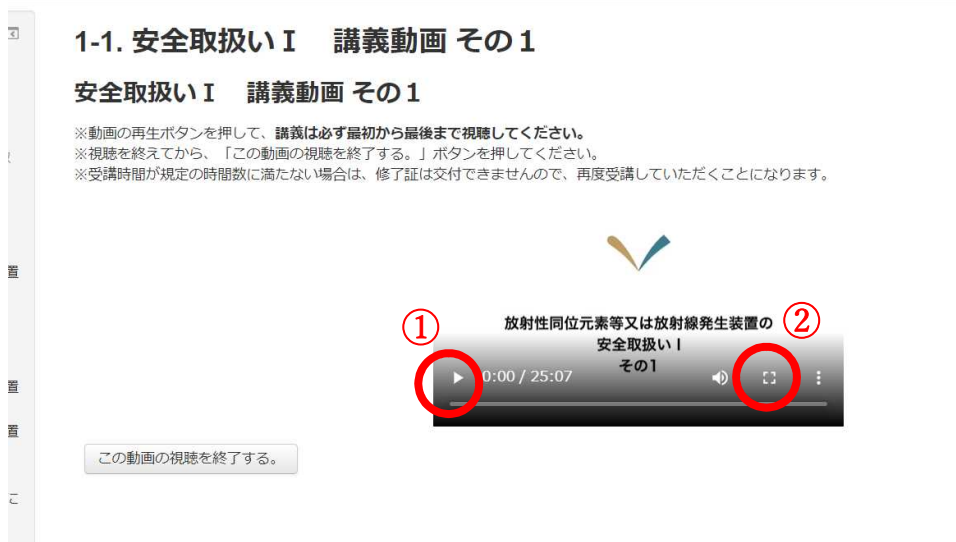 1-1. 安全取扱いⅠ　講義動画 その１
安全取扱いⅠ　講義動画 その１
※動画の再生ボタンを押して、講義は必ず最初から最後まで視聴してください。
※視聴を終えてから、「この動画の視聴を終了する。」ボタンを押してください。
※受講時間が規定の時間数に満たない場合は、修了証は交付できませんので、再度受講していただくことになります。
置
①
放射性同位元素等又は放射線発生装置の
②
安全取扱いⅠ
その1
0:00 / 25:07
置
置
この動画の視聴を終了する。
に